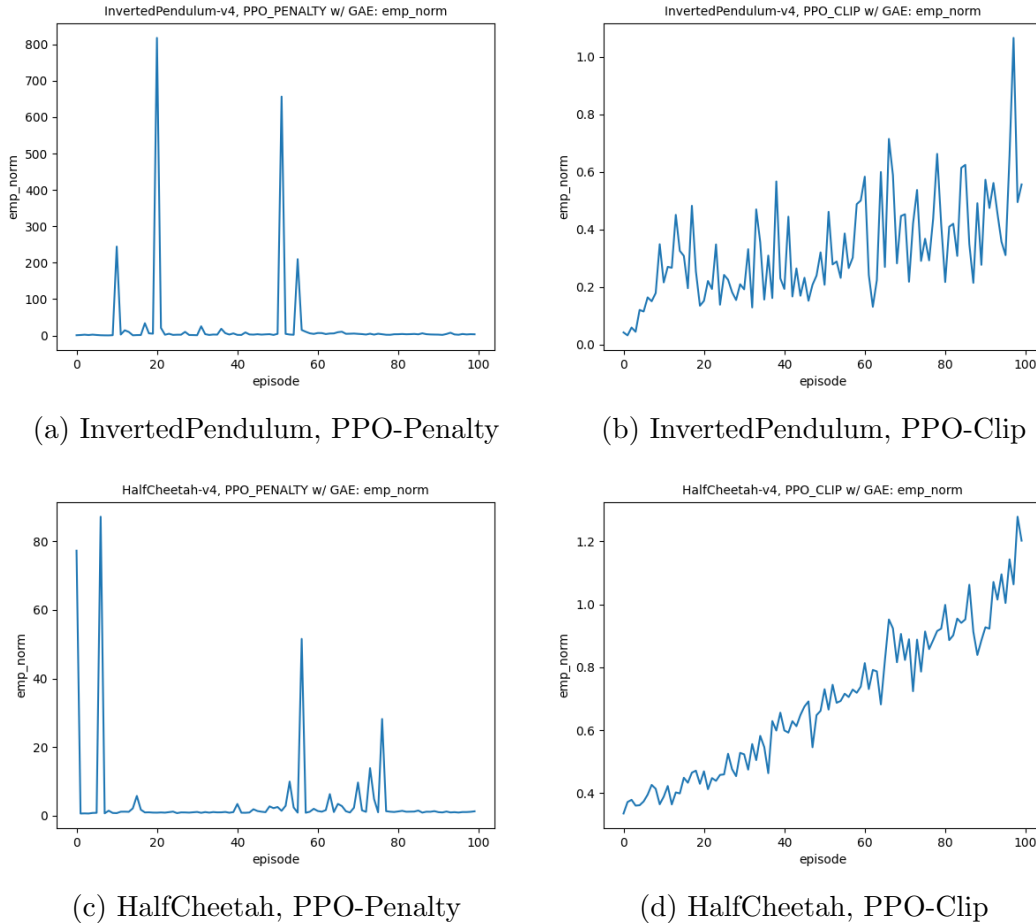 InvertedPendulum-v4, PPO_PENALTY w/ GAE: emp_norm
800
700
600
500
400
300
200
100
0
emp_norm
0 20 40 60 80 100
episode
(a) InvertedPendulum, PPO-Penalty
InvertedPendulum-v4, PPO_CLIP w/ GAE: emp_norm
1.0
0.8
0.6
0.4
0.2
0.0
emp_norm
0 20 40 60 80 100
episode
(b) InvertedPendulum, PPO-Clip
HalfCheetah-v4, PPO_PENALTY w/ GAE: emp_norm
80
60
40
20
0
emp_norm
0 20 40 60 80 100
episode
(c) HalfCheetah, PPO-Penalty
HalfCheetah-v4, PPO_CLIP w/ GAE: emp_norm
1.2
1.0
0.8
0.6
0.4
emp_norm
0 20 40 60 80 100
episode
(d) HalfCheetah, PPO-Clip